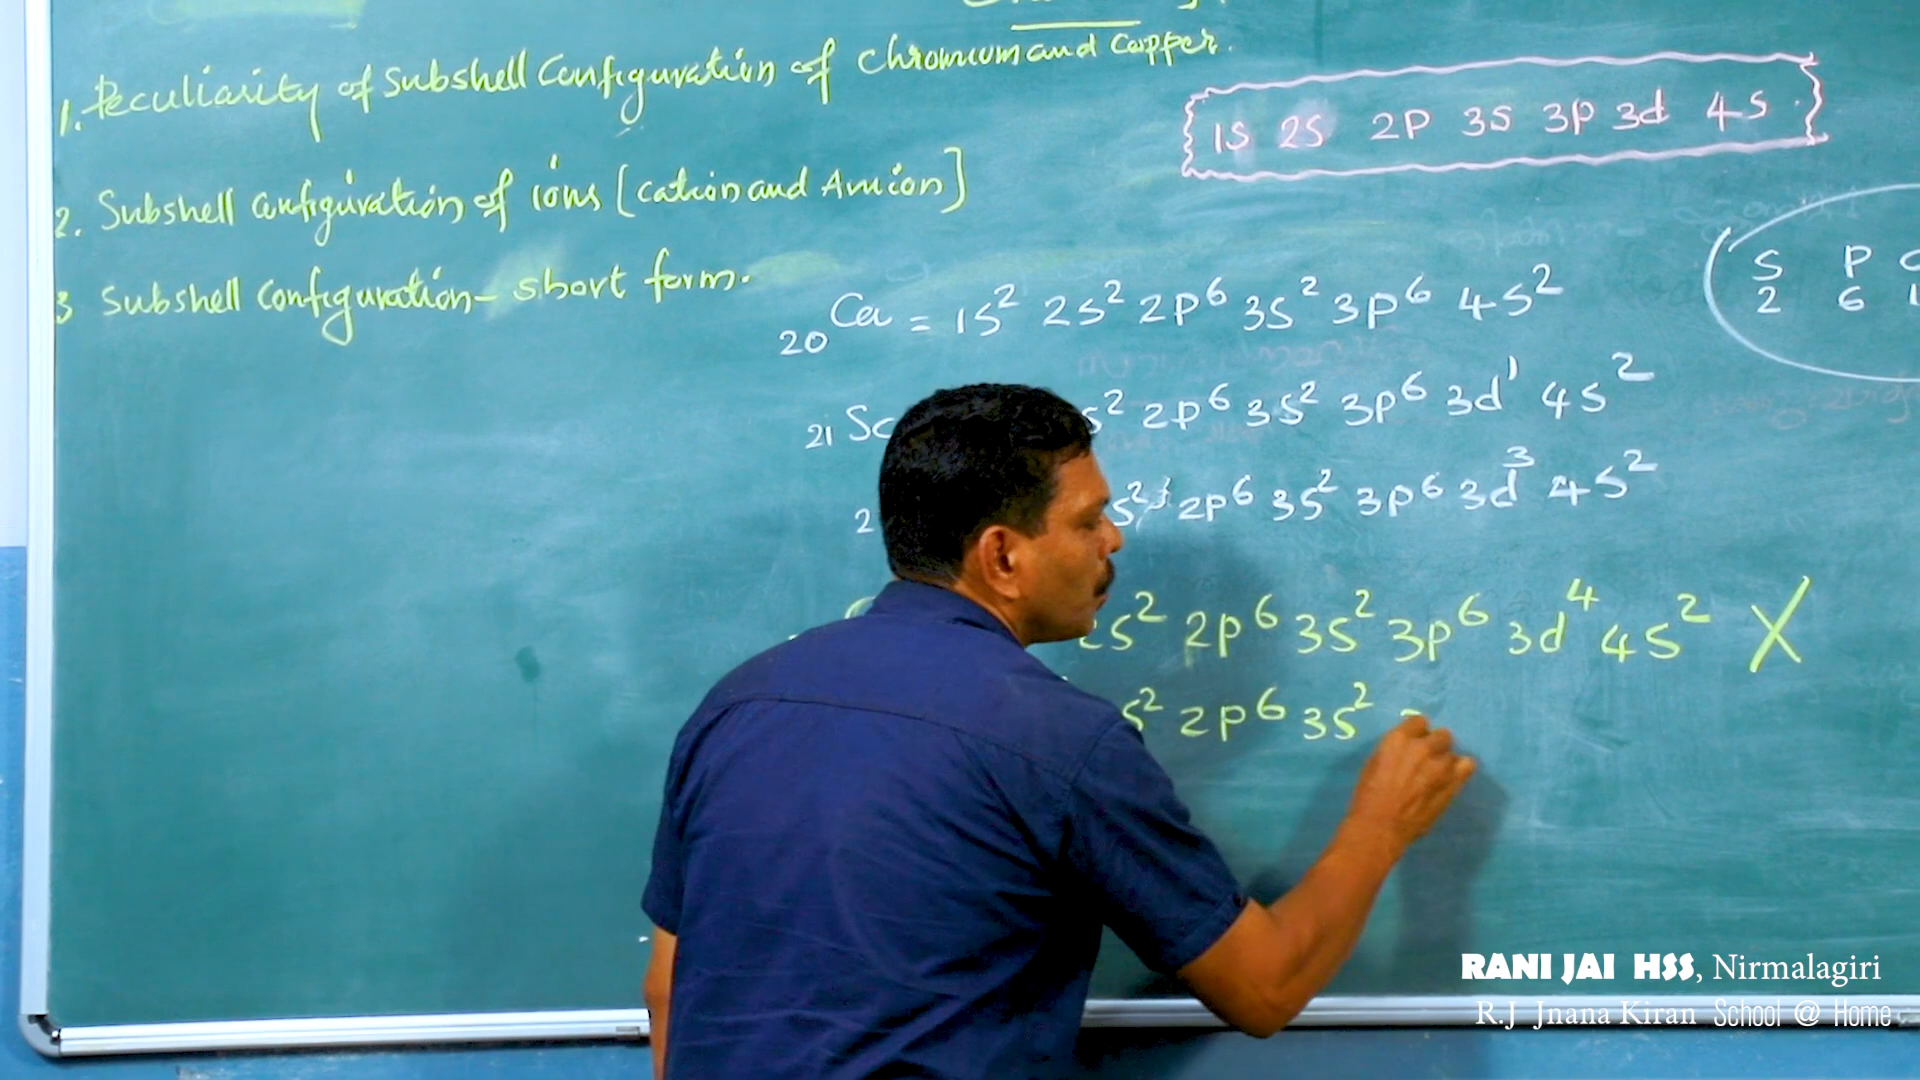 1. Peculiarity of Subshell Configuration of chromium and Copper.
1s 2s 2p 3s 3p 3d 4s
2. Subshell configuration of ions [cation and Anion]
S P
2 6 1
3 Subshell Configuration - short form.
20 Ca = 1s² 2s² 2p⁶ 3s² 3p⁶ 4s²
21 Sc s² 2p⁶ 3s² 3p⁶ 3d¹ 4s²
2 s² 2p⁶ 3s² 3p⁶ 3d³ 4s²
2s² 2p⁶ 3s² 3p⁶ 3d⁴ 4s² X
s² 2p⁶ 3s²
RANI JAI HSS, Nirmalagiri
R.J Jnana Kiran School @ Home